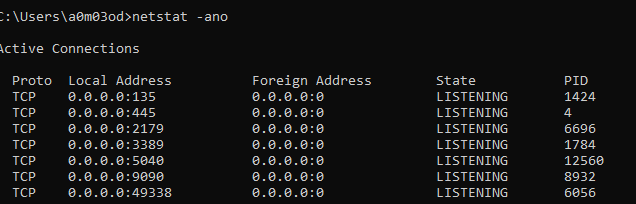 C:\Users\a0m03od>netstat -ano
Active Connections
Proto  Local Address          Foreign Address        State           PID
TCP    0.0.0.0:135            0.0.0.0:0              LISTENING       1424
TCP    0.0.0.0:445            0.0.0.0:0              LISTENING       4
TCP    0.0.0.0:2179           0.0.0.0:0              LISTENING       6696
TCP    0.0.0.0:3389           0.0.0.0:0              LISTENING       1784
TCP    0.0.0.0:5040           0.0.0.0:0              LISTENING       12560
TCP    0.0.0.0:9090           0.0.0.0:0              LISTENING       8932
TCP    0.0.0.0:49338          0.0.0.0:0              LISTENING       6056